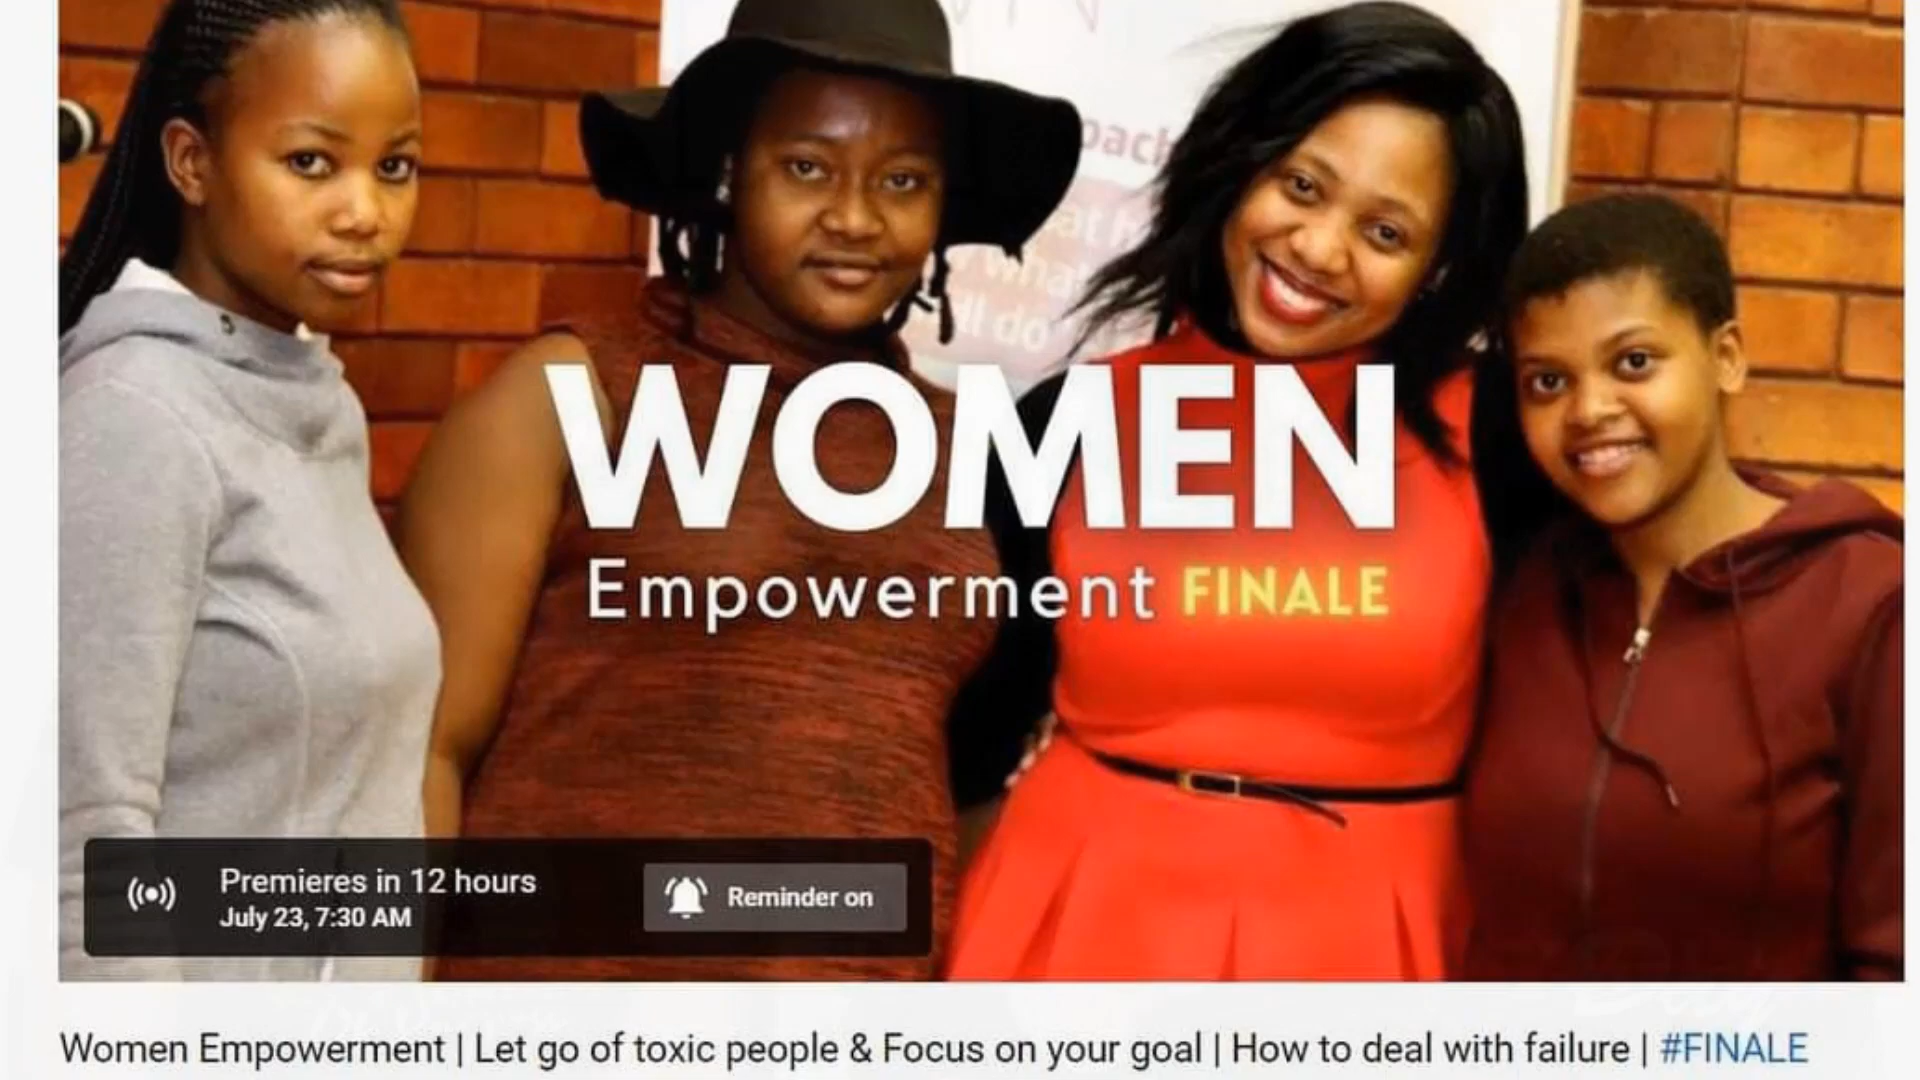 WOMEN
Empowerment FINALE
Premieres in 12 hours
July 23, 7:30 AM
Reminder on
Women Empowerment | Let go of toxic people & Focus on your goal | How to deal with failure | #FINALE